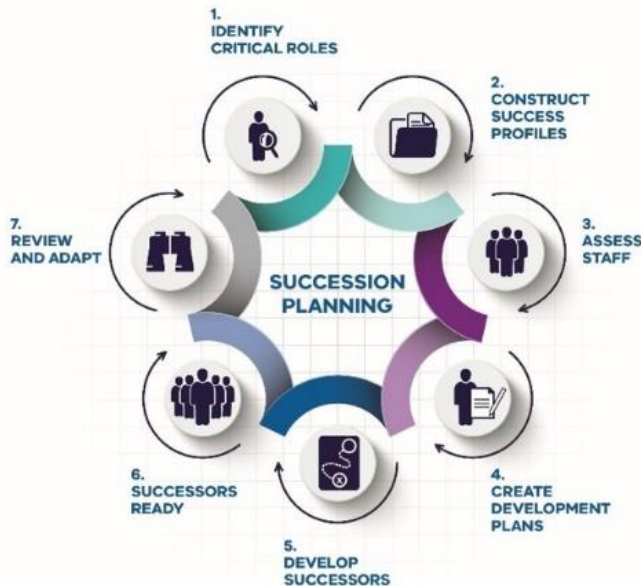 1.
IDENTIFY
CRITICAL ROLES
2.
CONSTRUCT
SUCCESS
PROFILES
3.
ASSESS
STAFF
4.
CREATE
DEVELOPMENT
PLANS
5.
DEVELOP
SUCCESSORS
6.
SUCCESSORS
READY
7.
REVIEW
AND ADAPT
SUCCESSION
PLANNING